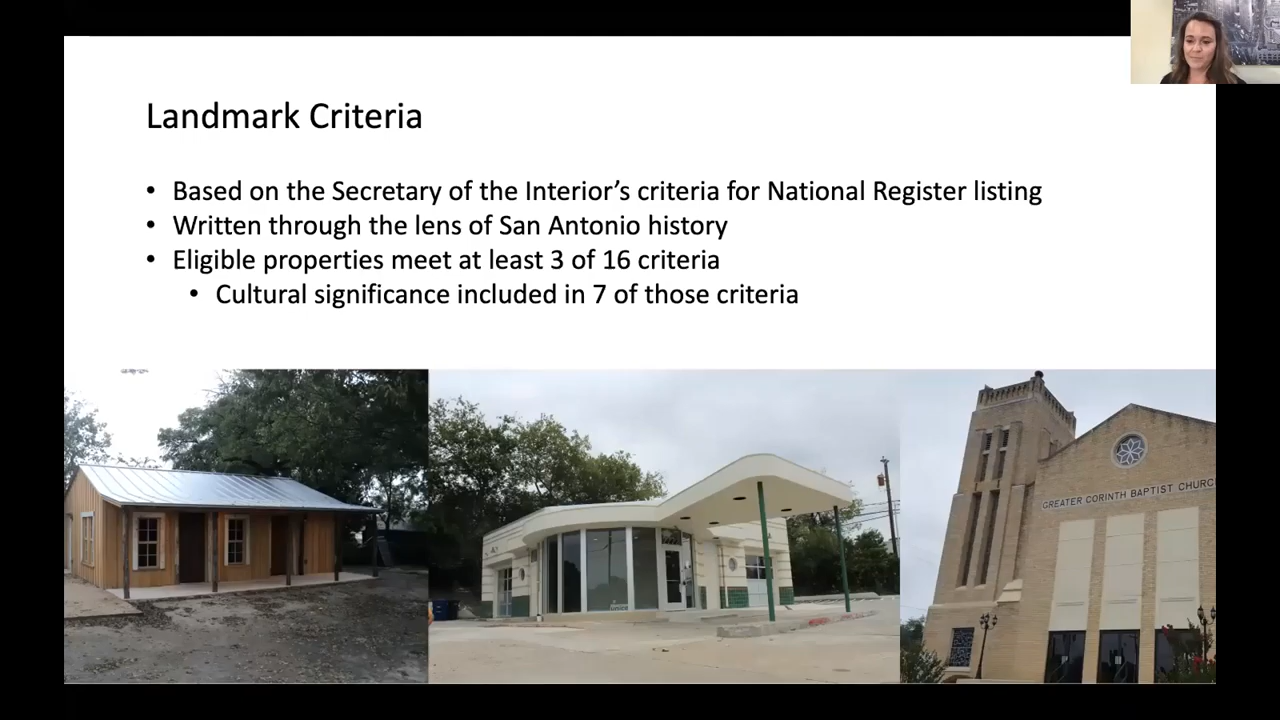 Landmark Criteria
• Based on the Secretary of the Interior's criteria for National Register listing
• Written through the lens of San Antonio history
• Eligible properties meet at least 3 of 16 criteria
• Cultural significance included in 7 of those criteria
GREATER CORINTH BAPTIST CHURC